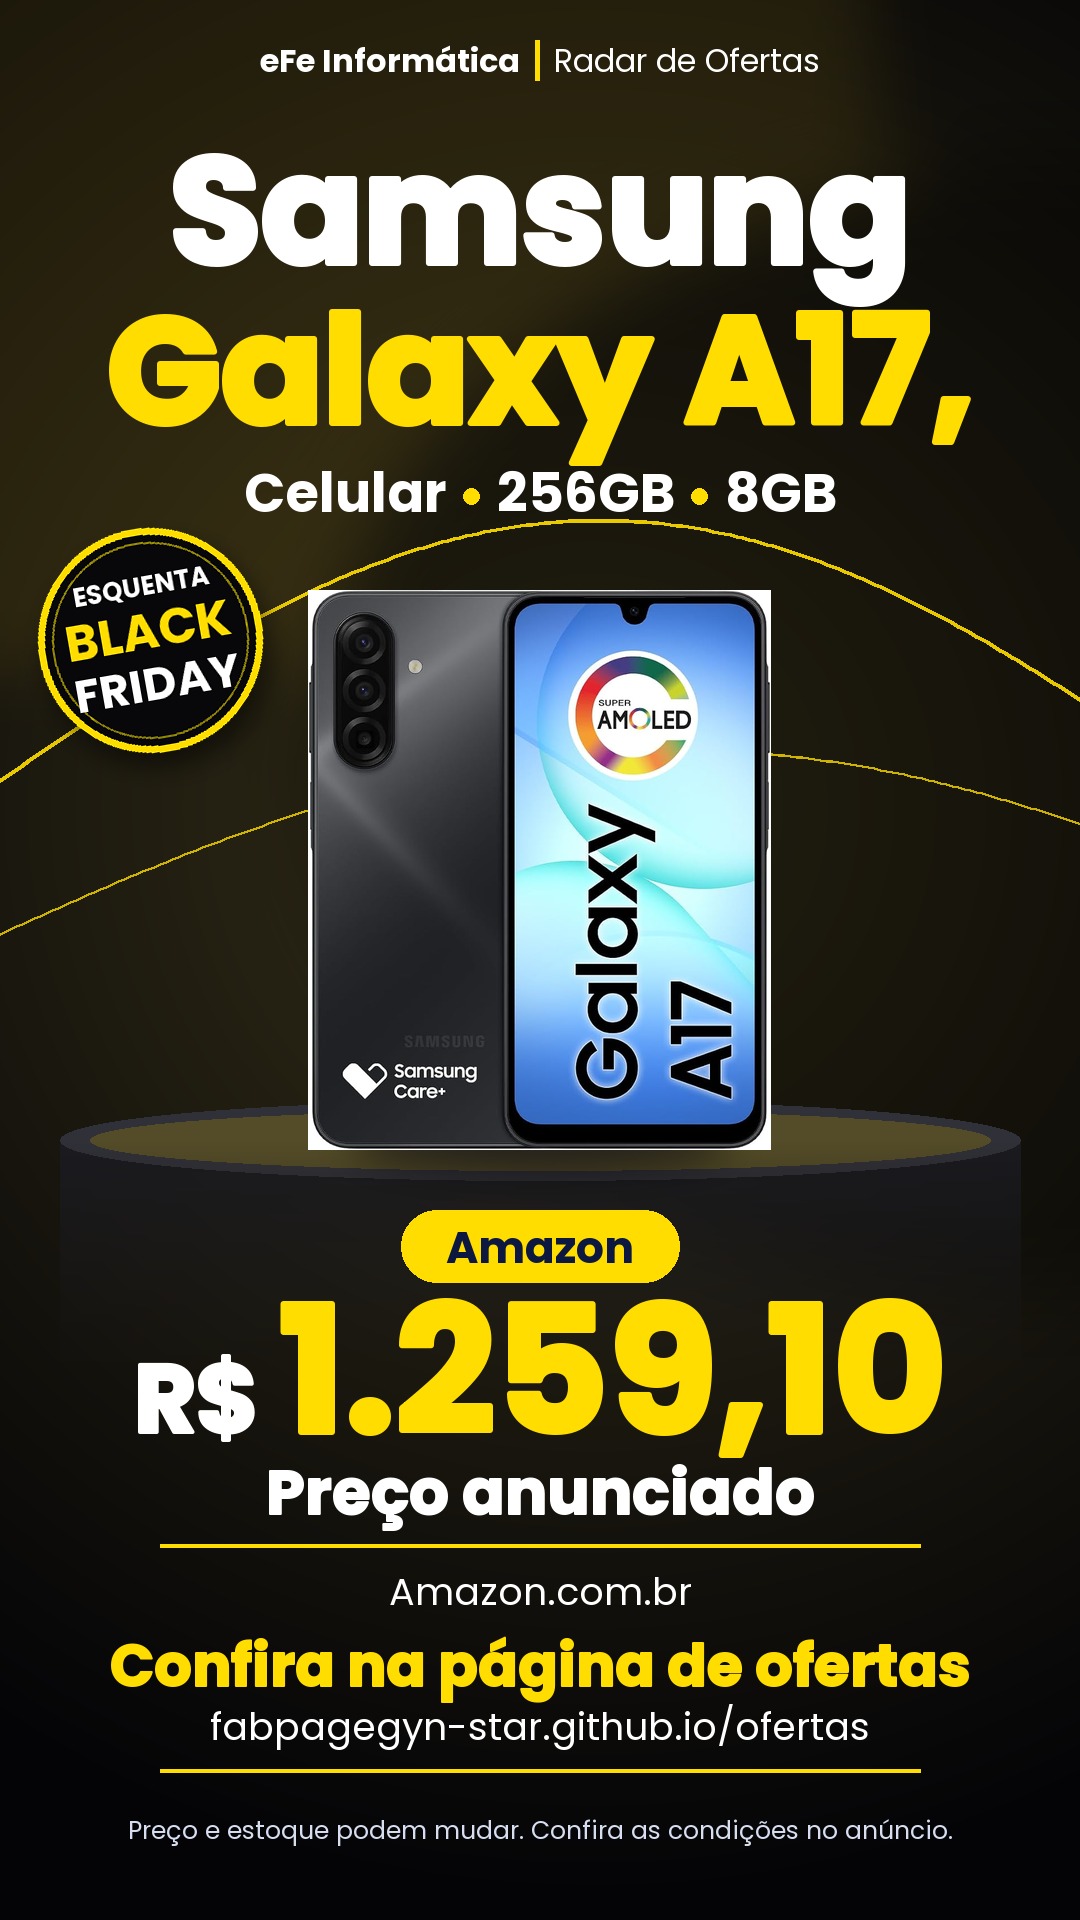 eFe Informática | Radar de Ofertas
Samsung
Galaxy A17,
Celular • 256GB • 8GB
ESQUENTA
BLACK
FRIDAY
SUPER
AMOLED
Galaxy
A17
SAMSUNG
Samsung
Care+
Amazon
R$ 1.259,10
Preço anunciado
Amazon.com.br
Confira na página de ofertas
fabpagegyn-star.github.io/ofertas
Preço e estoque podem mudar. Confira as condições no anúncio.